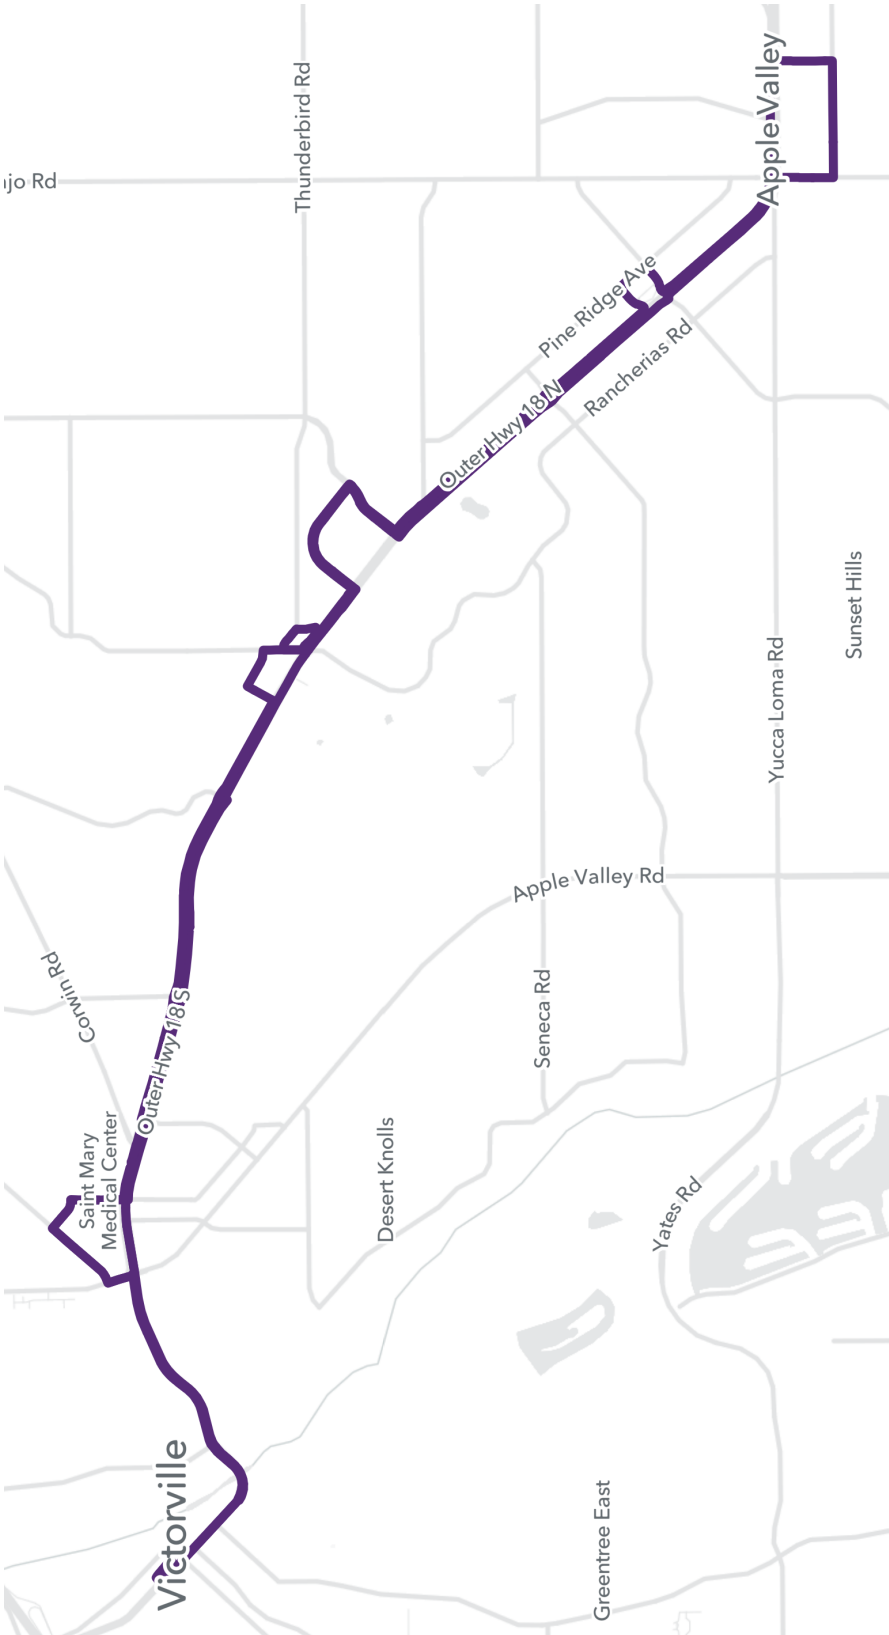 Apple Valley
Thunderbird Rd
jo Rd
Pine Ridge Ave
Rancherias Rd
Outer Hwy 18 N
Sunset Hills
Yucca Loma Rd
Apple Valley Rd
Corwin Rd
Outer Hwy 18 S
Seneca Rd
Saint Mary
Medical Center
Desert Knolls
Yates Rd
Victorville
Greentree East